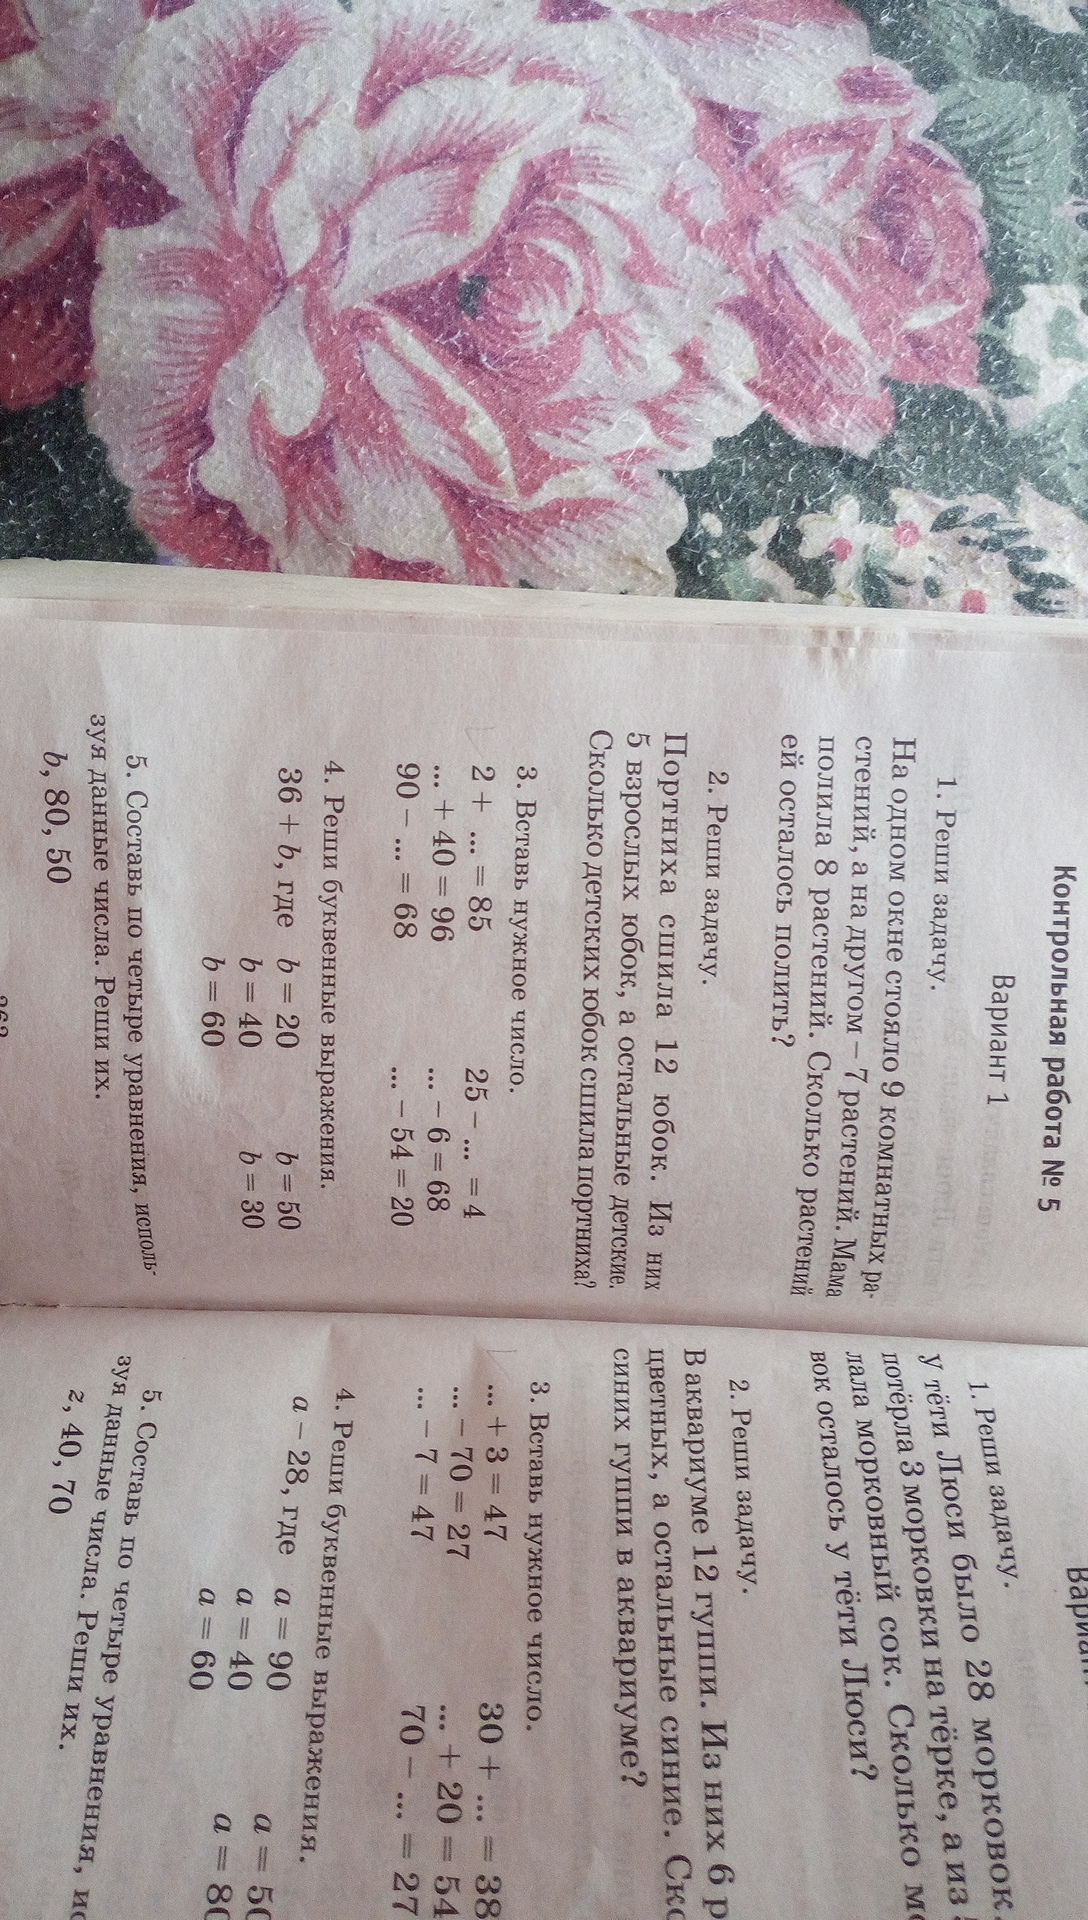 Контрольная работа № 5
Вариант 1
1. Реши задачу.
На одном окне стояло 9 комнатных ра-
стений, а на другом – 7 растений. Мама
полила 8 растений. Сколько растений
ей осталось полить?
2. Реши задачу.
Портниха сшила 12 юбок. Из них
5 взрослых юбок, а остальные детские.
Сколько детских юбок сшила портниха?
3. Вставь нужное число.
2 + ... = 85 25 – ... = 4
... + 40 = 96 ... – 6 = 68
90 – ... = 68 ... – 54 = 20
4. Реши буквенные выражения.
36 + b, где b = 20 b = 50
b = 40 b = 30
b = 60
5. Составь по четыре уравнения, исполь-
зуя данные числа. Реши их.
b, 80, 50
1. Реши задачу.
У тёти Люси было 28 морковок.
потёрла 3 морковки на тёрке, а из
лала морковный сок. Сколько
вок осталось у тёти Люси?
2. Реши задачу.
В аквариуме 12 гуппи. Из них 6 р
цветных, а остальные синие. Ско
синих гуппи в аквариуме?
3. Вставь нужное число.
... + 3 = 47 30 + ... = 38
... – 70 = 27 ... + 20 = 54
... – 7 = 47 70 – ... = 27
4. Реши буквенные выражения.
a – 28, где a = 90 a = 50
a = 40 a = 80
a = 60
5. Составь по четыре уравнения, ис
зуя данные числа. Реши их.
z, 40, 70